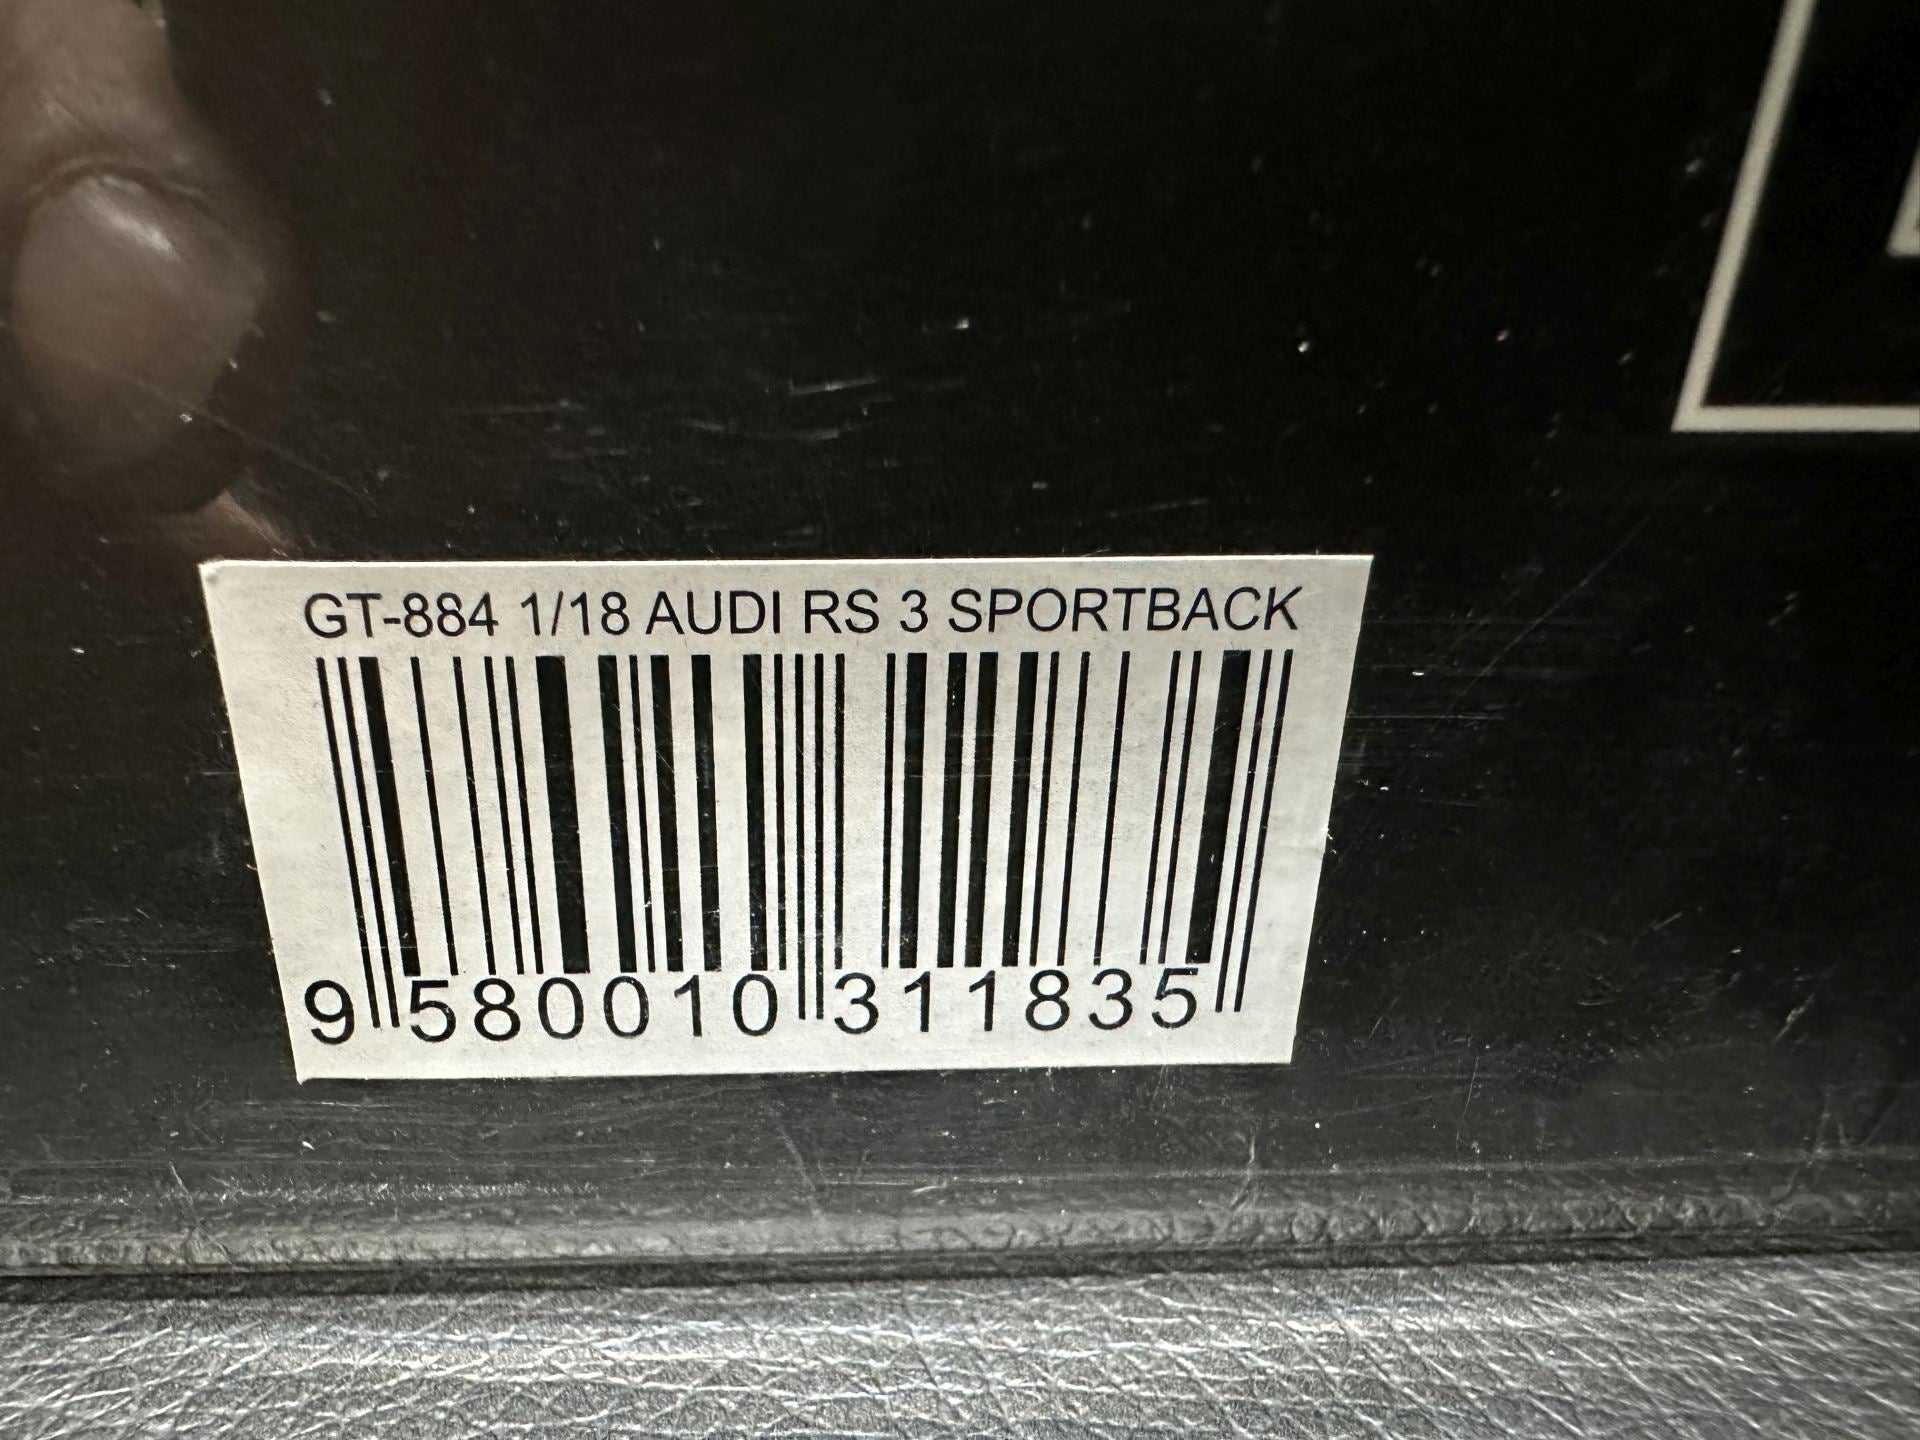 GT-884 1/18 AUDI RS 3 SPORTBACK
9 580010 311835